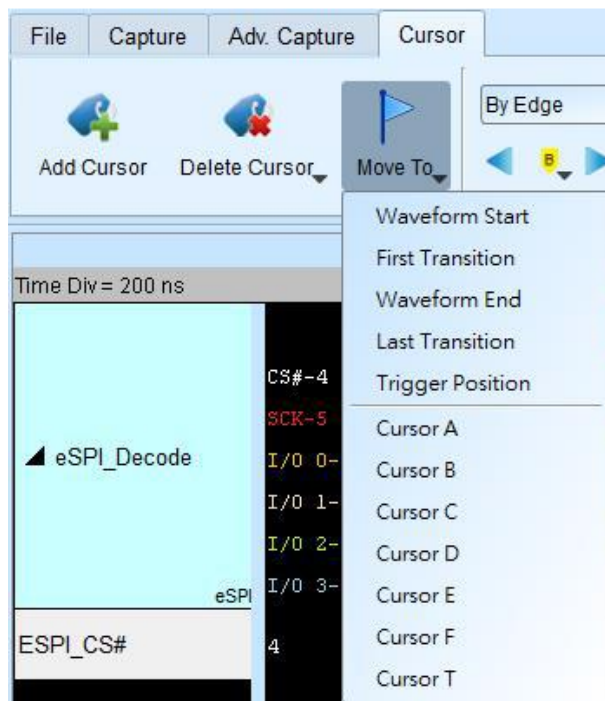 File Capture Adv. Capture Cursor
Add Cursor Delete Cursor Move To By Edge
B
Waveform Start
First Transition
Waveform End
Last Transition
Trigger Position
Cursor A
Cursor B
Cursor C
Cursor D
Cursor E
Cursor F
Cursor T
Time Div = 200 ns
eSPI_Decode
eSPI
CS#-4
SCK-5
I/O 0-
I/O 1-
I/O 2-
I/O 3-
ESPI_CS#
4